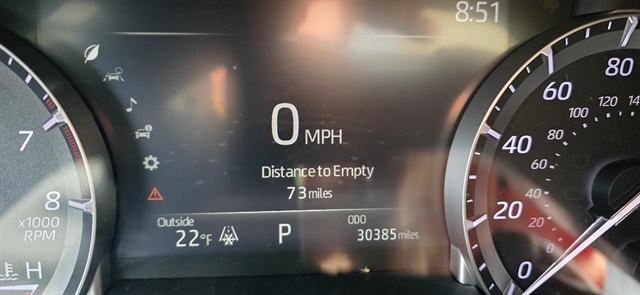 8:51
0 MPH
Distance to Empty
73 miles
Outside
22°F
P
ODO
30385 miles
7
8
x1000
RPM
H
0
20
40
60
80
0
20
40
60
80
100
120